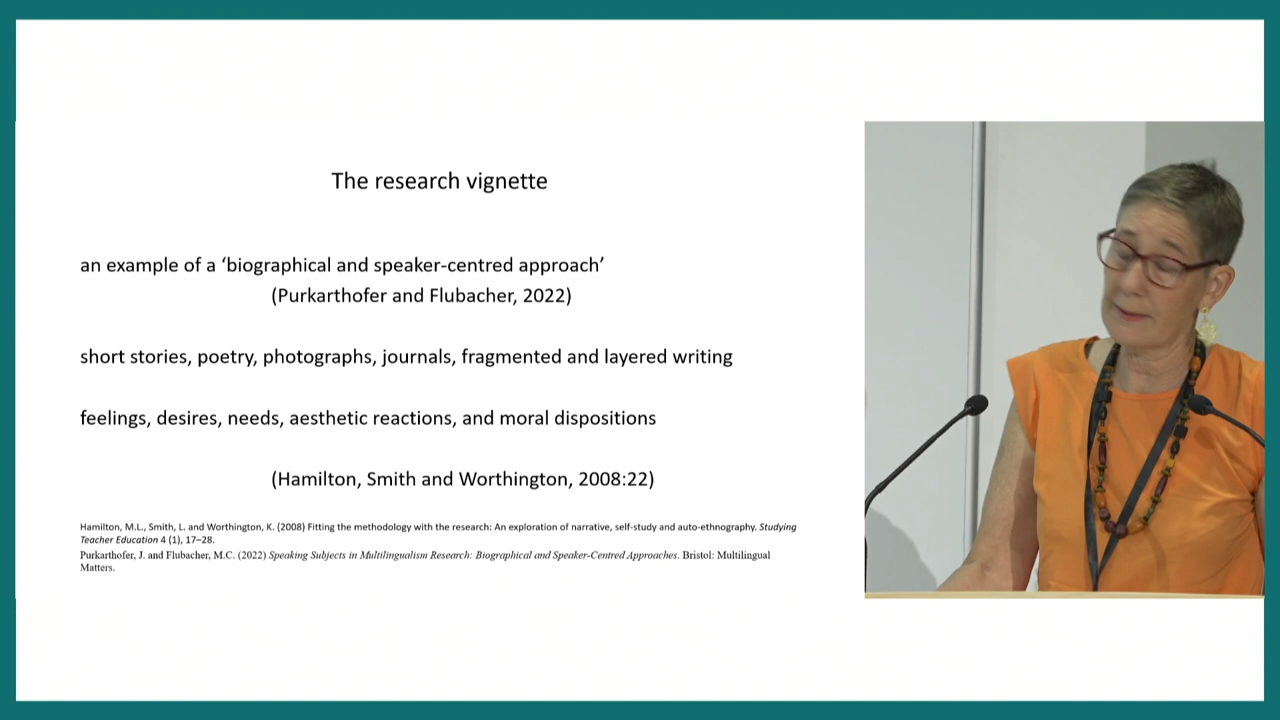 The research vignette
an example of a ‘biographical and speaker-centred approach’
(Purkarthofer and Flubacher, 2022)
short stories, poetry, photographs, journals, fragmented and layered writing
feelings, desires, needs, aesthetic reactions, and moral dispositions
(Hamilton, Smith and Worthington, 2008:22)
Hamilton, M.L., Smith, L. and Worthington, K. (2008) Fitting the methodology with the research: An exploration of narrative, self-study and auto-ethnography. Studying
Teacher Education 4 (1), 17–28.
Purkarthofer, J. and Flubacher, M.C. (2022) Speaking Subjects in Multilingualism Research: Biographical and Speaker-Centred Approaches. Bristol: Multilingual
Matters.